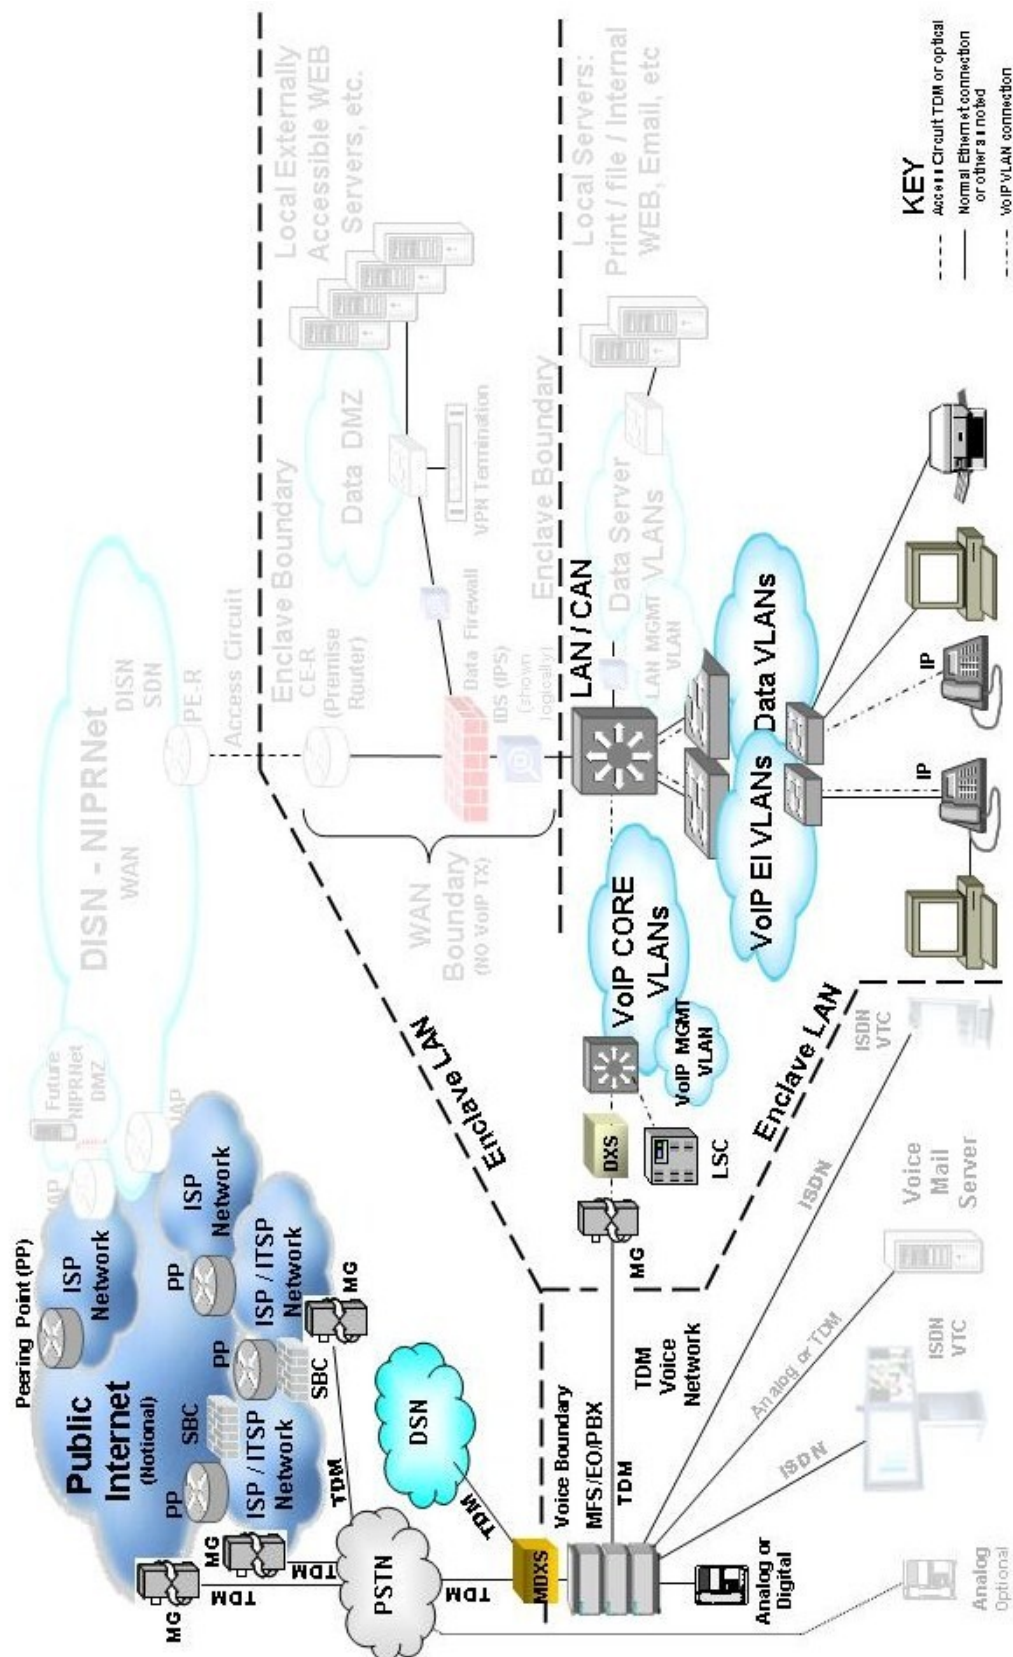 Peering Point (PP)
Public
Internet
(Notional)
ISP
Network
ISP
Network
PP
PP
PP
SBC
SBC
ISP / ITSP
Network
ISP / ITSP
Network
MG
MG
MG
TDM
TDM
TDM
PSTN
TDM
DSN
TDM
MDXS
Future
NIPRNet
DMZ
DISN - NIPRNet
WAN
DISN
SDN
PE-R
Access Circuit
Enclave Boundary
CE-R
(Premise
Router)
Data DMZ
Local Externally
Accessible WEB
Servers, etc.
VPN Termination
Data Firewall
IDS (IPS)
(shown
logically)
Enclave Boundary
WAN
Boundary
(NO VoIP TX)
Enclave LAN
LAN / CAN
LAN MGMT
VLAN
Data Server
VLANs
Local Servers:
Print / file / Internal
WEB, Email, etc
VoIP CORE
VLANs
VoIP MGMT
VLAN
DXS
LSC
MG
VoIP EI VLANs
Data VLANs
IP
IP
Enclave LAN
Voice Boundary
MFS/EO/PBX
TDM
TDM
Voice
Network
ISDN
ISDN
VTC
Analog or TDM
Voice
Mail
Server
ISDN
ISDN
VTC
Analog or
Digital
Analog
Optional
KEY
Access Circuit TDM or optical
Normal Ethernet connection
or other as noted
VoIP VLAN connection